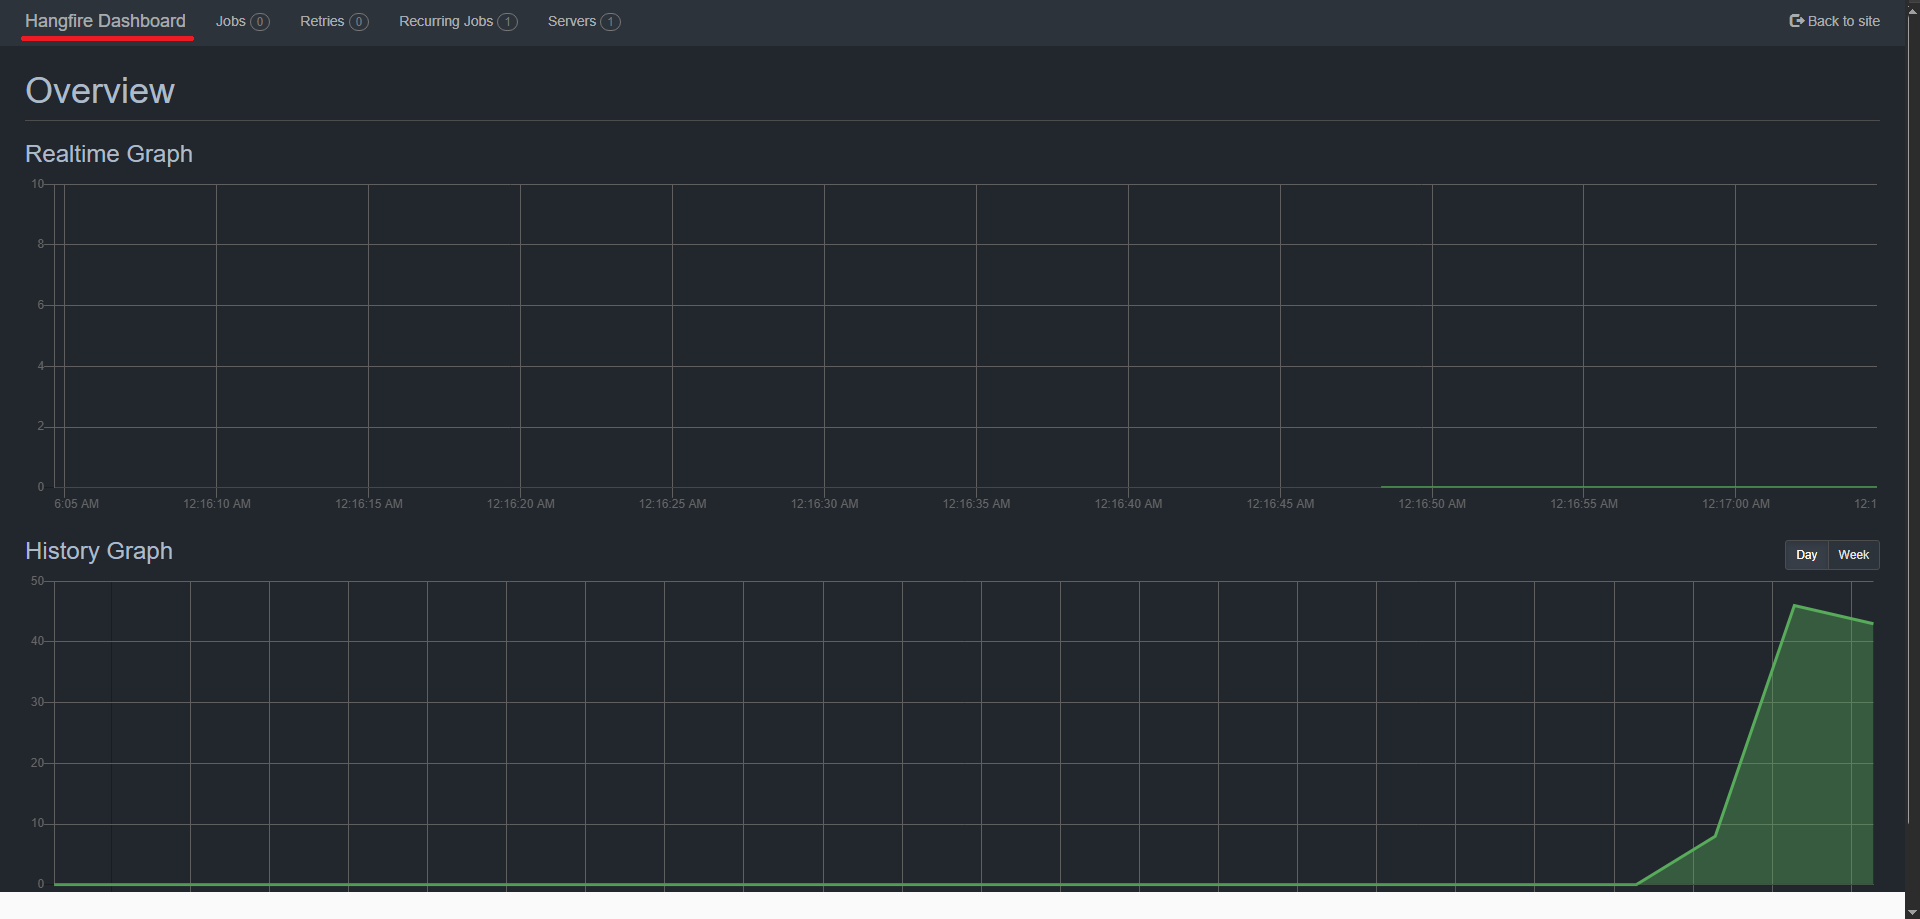 Hangfire Dashboard Jobs 0 Retries 0 Recurring Jobs 1 Servers 1 Back to site
Overview
Realtime Graph
10
8
6
4
2
0
6:05 AM 12:16:10 AM 12:16:15 AM 12:16:20 AM 12:16:25 AM 12:16:30 AM 12:16:35 AM 12:16:40 AM 12:16:45 AM 12:16:50 AM 12:16:55 AM 12:17:00 AM 12:1
History Graph Day Week
50
40
30
20
10
0